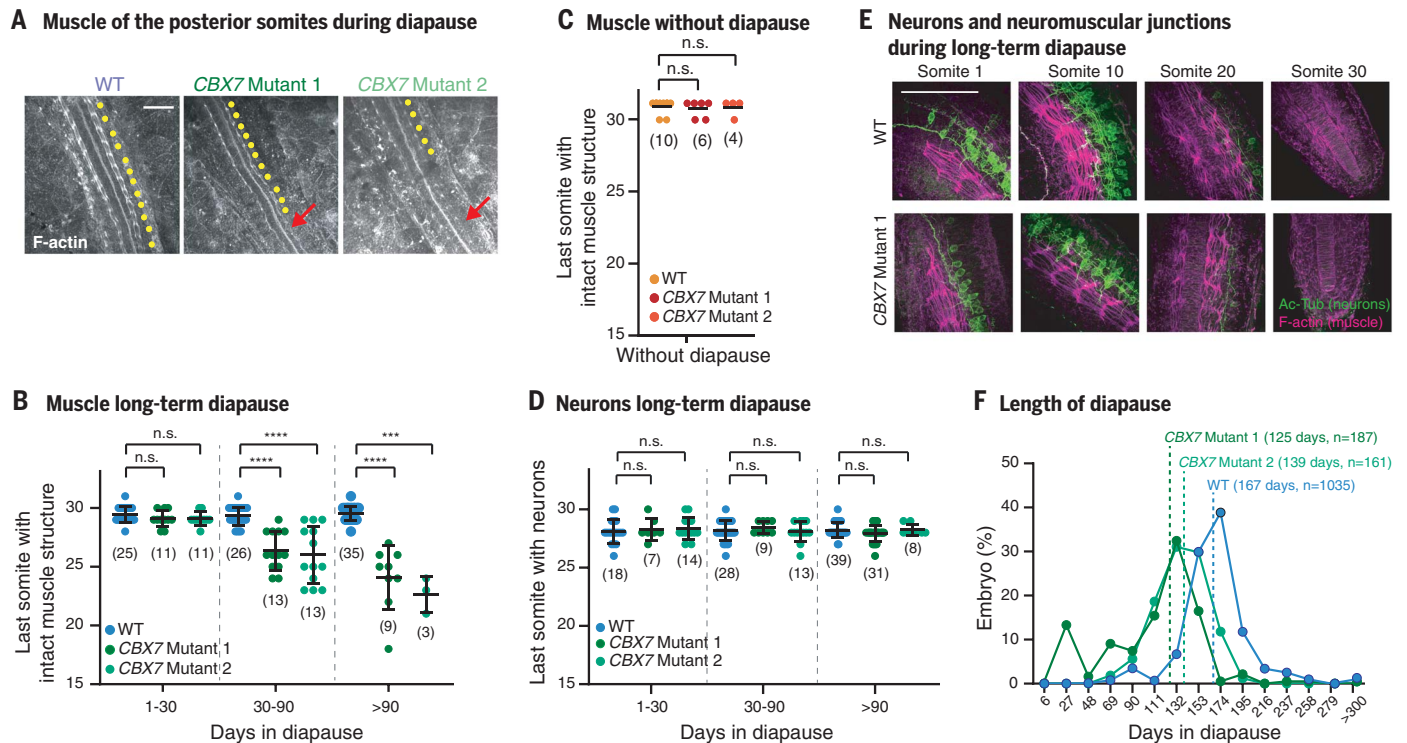 A Muscle of the posterior somites during diapause
WT
CBX7 Mutant 1
CBX7 Mutant 2
F-actin
B Muscle long-term diapause
n.s.
n.s.
****
****
***
****
Last somite with
intact muscle structure
30
25
20
15
(25)
(11)
(11)
(26)
(13)
(13)
(35)
(9)
(3)
WT
CBX7 Mutant 1
CBX7 Mutant 2
1-30
30-90
>90
Days in diapause
C Muscle without diapause
n.s.
n.s.
Last somite with
intact muscle structure
30
25
20
15
(10)
(6)
(4)
WT
CBX7 Mutant 1
CBX7 Mutant 2
Without diapause
D Neurons long-term diapause
n.s.
n.s.
n.s.
n.s.
n.s.
n.s.
Last somite with neurons
30
25
20
15
(18)
(7)
(14)
(28)
(9)
(13)
(39)
(31)
(8)
WT
CBX7 Mutant 1
CBX7 Mutant 2
1-30
30-90
>90
Days in diapause
E Neurons and neuromuscular junctions
during long-term diapause
Somite 1
Somite 10
Somite 20
Somite 30
WT
CBX7 Mutant 1
Ac-Tub (neurons)
F-actin (muscle)
F Length of diapause
CBX7 Mutant 1 (125 days, n=187)
CBX7 Mutant 2 (139 days, n=161)
WT (167 days, n=1035)
Embryo (%)
50
40
30
20
10
0
6
27
48
69
90
111
132
153
174
195
216
237
258
279
>300
Days in diapause